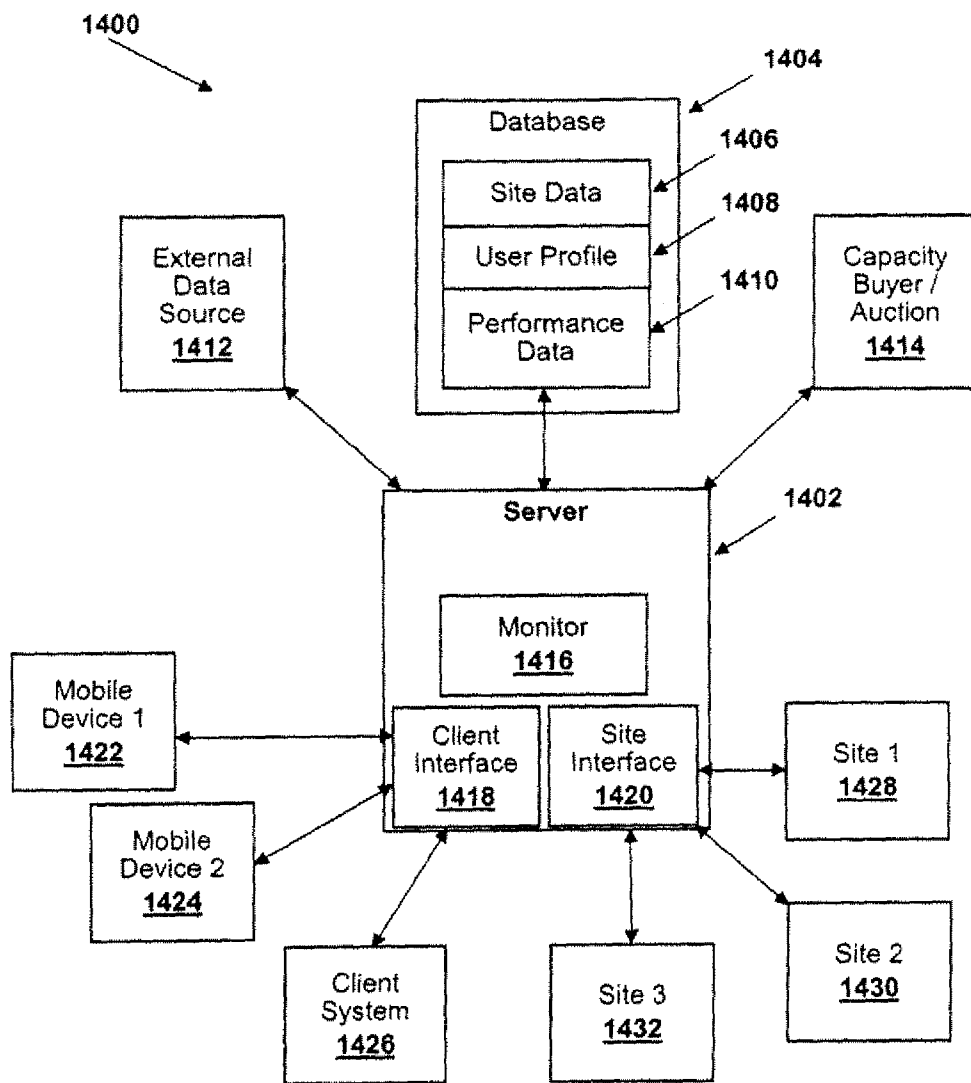 1400
1404
Database
1406
Site Data
1408
User Profile
1410
Performance
Data
External
Data
Source
1412
Capacity
Buyer /
Auction
1414
Server
1402
Monitor
1416
Mobile
Device 1
1422
Client
Interface
1418
Site
Interface
1420
Site 1
1428
Mobile
Device 2
1424
Client
System
1426
Site 3
1432
Site 2
1430